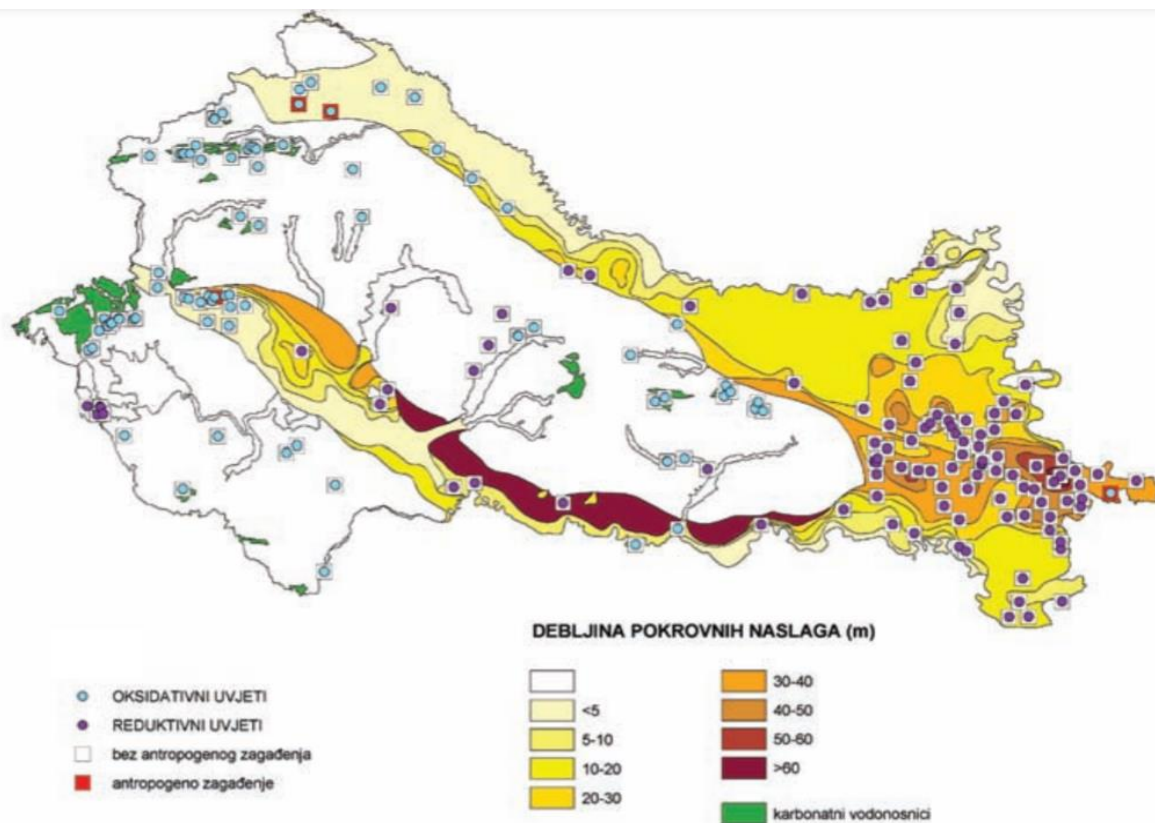 DEBLJINA POKROVNIH NASLAGA (m)
OKSIDATIVNI UVJETI
REDUKTIVNI UVJETI
bez antropogenog zagađenja
antropogeno zagađenje
<5
5-10
10-20
20-30
30-40
40-50
50-60
>60
karbonatni vodonosnici